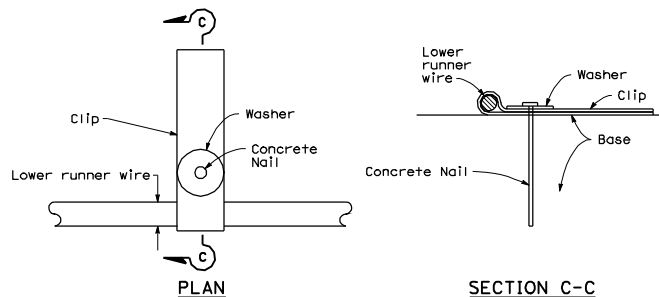 C
Clip
Washer
Concrete
Nail
Lower runner wire
C
PLAN
Lower
runner
wire
Washer
Clip
Base
Concrete Nail
SECTION C-C